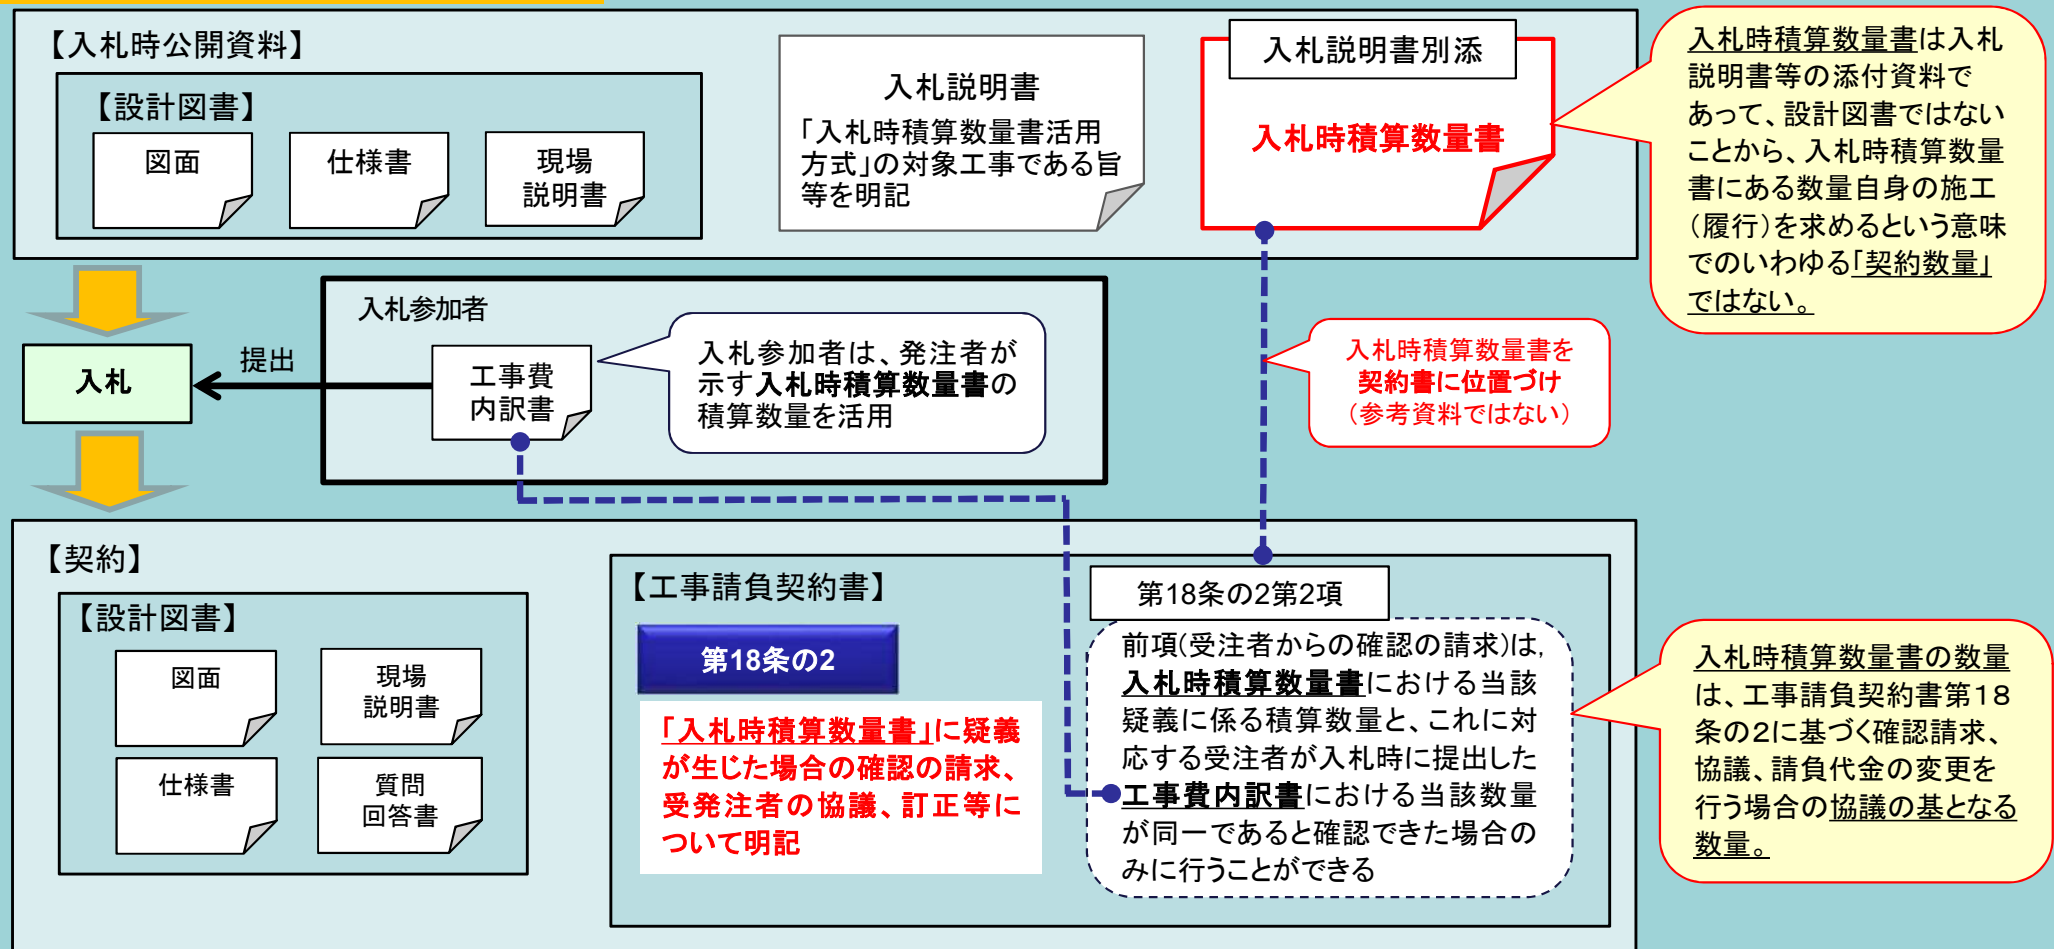 【入札時公開資料】
【設計図書】
図面
仕様書
現場
説明書
入札説明書
「入札時積算数量書活用
方式」の対象工事である旨
等を明記
入札説明書別添
入札時積算数量書
入札時積算数量書は入札
説明書等の添付資料で
あって、設計図書ではない
ことから、入札時積算数量
書にある数量自身の施工
（履行）を求めるという意味
でのいわゆる「契約数量」
ではない。
入札参加者
工事費
内訳書
入札参加者は、発注者が
示す入札時積算数量書の
積算数量を活用
提出
入札
入札時積算数量書を
契約書に位置づけ
（参考資料ではない）
【契約】
【設計図書】
図面
現場
説明書
仕様書
質問
回答書
【工事請負契約書】
第18条の2
「入札時積算数量書」に疑義
が生じた場合の確認の請求、
受発注者の協議、訂正等に
ついて明記
第18条の2第2項
前項(受注者からの確認の請求)は,
入札時積算数量書における当該
疑義に係る積算数量と、これに対
応する受注者が入札時に提出した
工事費内訳書における当該数量
が同一であると確認できた場合の
みに行うことができる
入札時積算数量書の数量
は、工事請負契約書第１８
条の２に基づく確認請求、
協議、請負代金の変更を
行う場合の協議の基となる
数量。